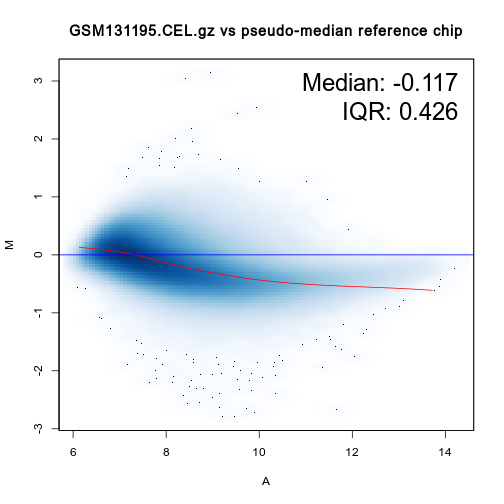 GSM131195.CEL.gz vs pseudo-median reference chip
Median: -0.117
IQR: 0.426
3
2
1
0
-1
-2
-3
M
6 8 10 12 14
A